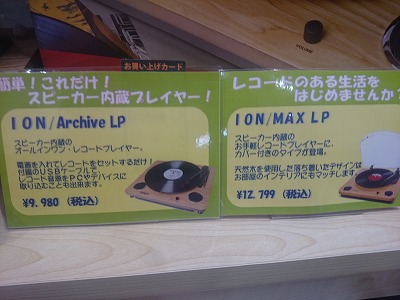 お買い上げカード
VOLUME
簡単！これだけ！
スピーカー内蔵プレイヤー！
ION/Archive LP
スピーカー内蔵の
オールインワン・レコードプレイヤー。
電源を入れてレコードをセットするだけ！
付属のUSBケーブルで
レコード音源をPCやデバイスに
取り込むことも出来ます。
¥9.980（税込）
レコードのある生活を
はじめませんか？
ION/MAX LP
スピーカー内蔵の
お手軽レコードプレイヤーに、
カバー付きのタイプが登場。
天然木を使用した落ち着いたデザインは
お部屋のインテリアにもマッチします
¥12.799（税込）